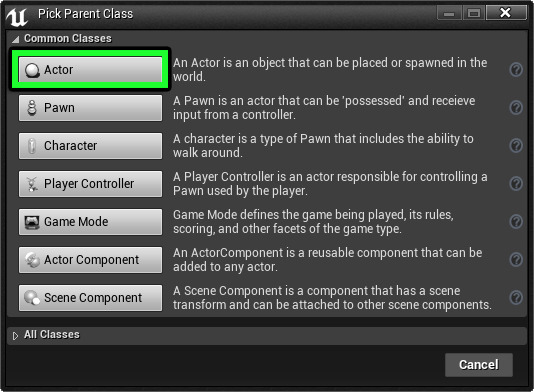 Pick Parent Class
Common Classes
Actor
An Actor is an object that can be placed or spawned in the
world.
Pawn
A Pawn is an actor that can be 'possessed' and receieve
input from a controller.
Character
A character is a type of Pawn that includes the ability to
walk around.
Player Controller
A Player Controller is an actor responsible for controlling a
Pawn used by the player.
Game Mode
Game Mode defines the game being played, its rules,
scoring, and other facets of the game type.
Actor Component
An ActorComponent is a reusable component that can be
added to any actor.
Scene Component
A Scene Component is a component that has a scene
transform and can be attached to other scene components.
All Classes
Cancel